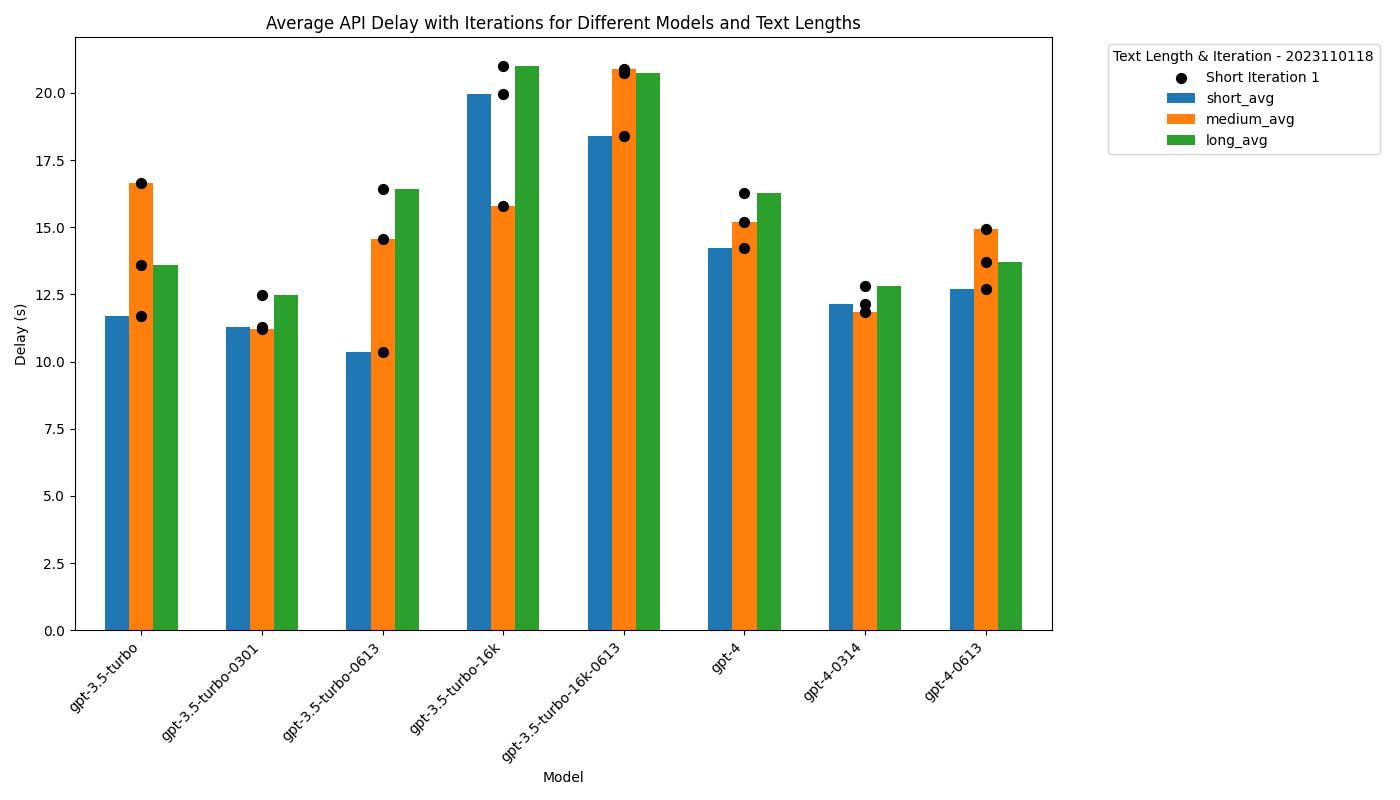 Average API Delay with Iterations for Different Models and Text Lengths
Text Length & Iteration - 2023110118
Short Iteration 1
short_avg
medium_avg
long_avg
Delay (s)
20.0
17.5
15.0
12.5
10.0
7.5
5.0
2.5
0.0
gpt-3.5-turbo
gpt-3.5-turbo-0301
gpt-3.5-turbo-0613
gpt-3.5-turbo-16k
gpt-3.5-turbo-16k-0613
gpt-4
gpt-4-0314
gpt-4-0613
Model